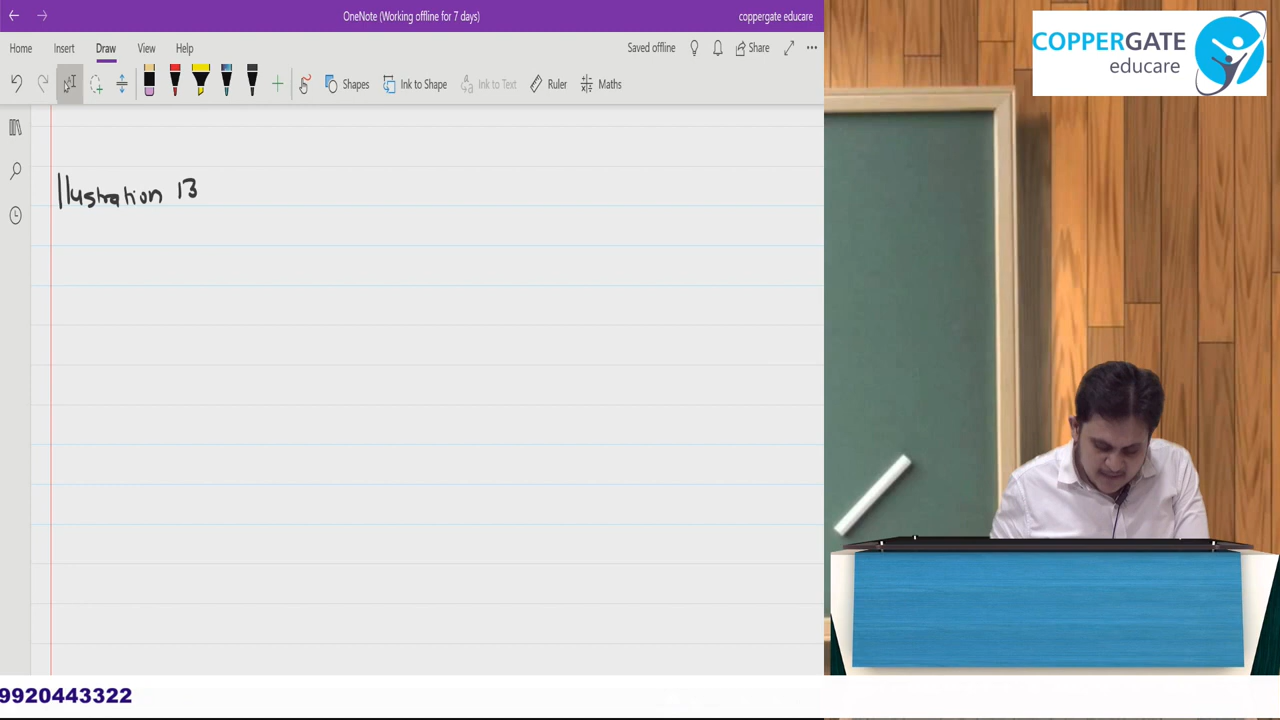 OneNote (Working offline for 7 days)
coppergate educare
Home Insert Draw View Help
Saved offline Share
Shapes Ink to Shape Ink to Text Ruler Maths
Illustration 13
COPPERGATE
educare
9920443322